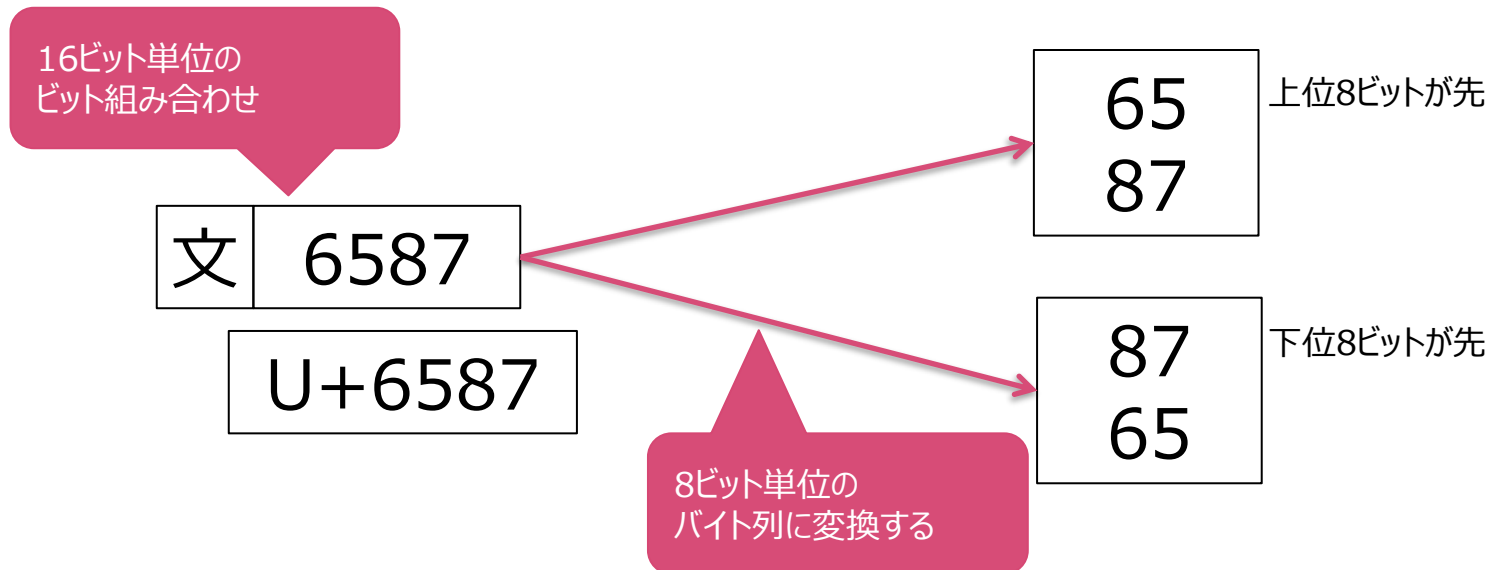 16ビット単位の
ビット組み合わせ
文 6587
U+6587
8ビット単位の
バイト列に変換する
65
87
上位8ビットが先
87
65
下位8ビットが先